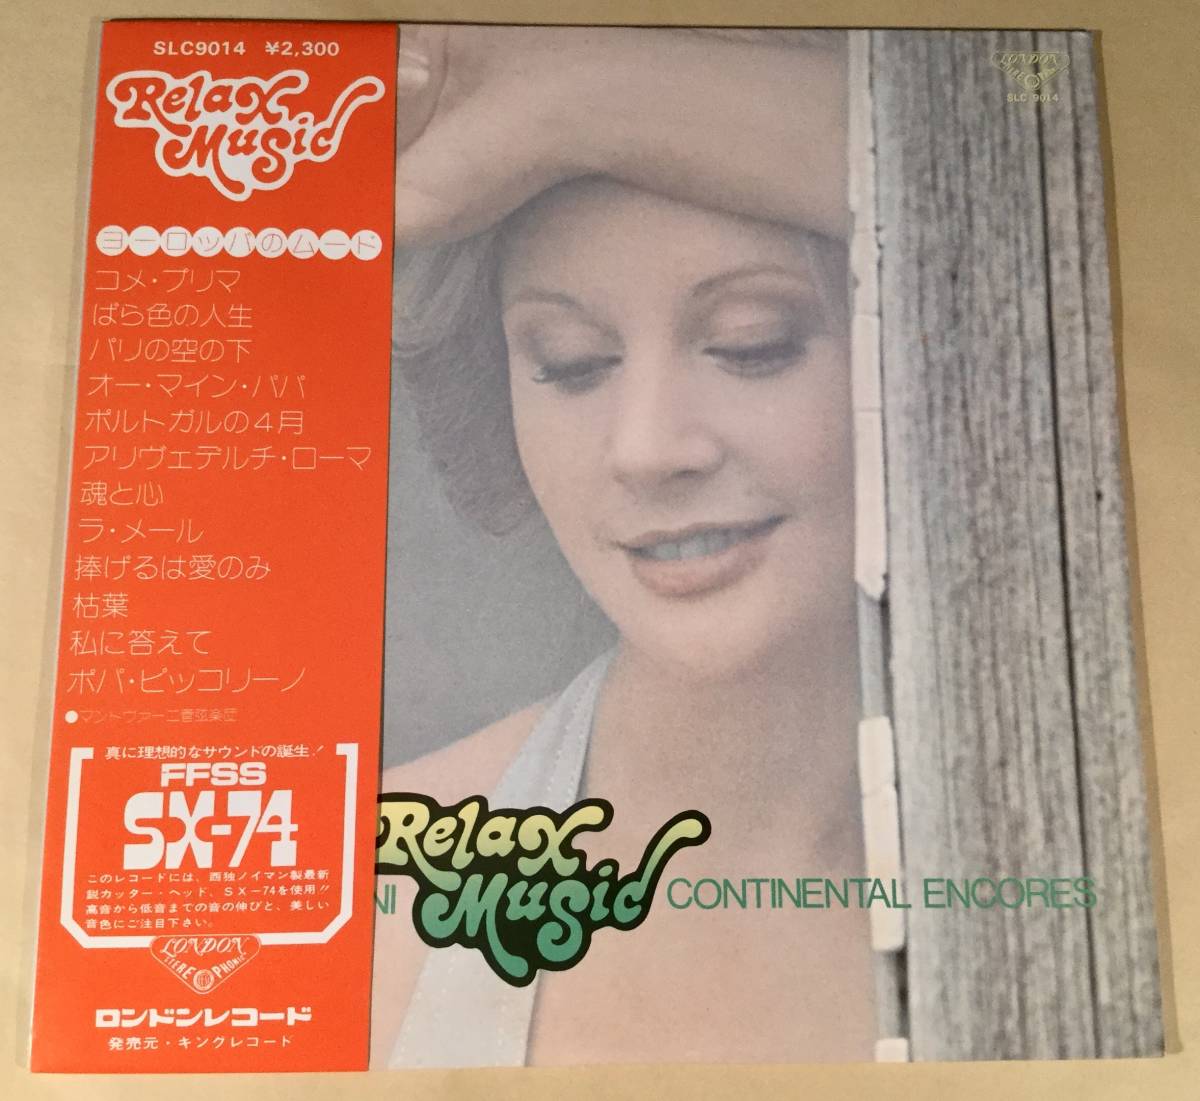 SLC9014 ¥2,300
Relax
Music
ヨーロッパのムード
コメ・プリマ
ばら色の人生
パリの空の下
オー・マイン・パパ
ポルトガルの4月
アリヴェデルチ・ローマ
魂と心
ラ・メール
捧げるは愛のみ
枯葉
私に答えて
ポパ・ピッコリーノ
●マントヴァーニ管弦楽団
真に理想的なサウンドの誕生!
FFSS
SX-74
このレコードには、西独ノイマン製最新
鋭カッター・ヘッド、SX-74を使用!!
高音から低音までの音の伸びと、美しい
音色にご注目下さい。
LONDON
STEREOPHONIC
ロンドンレコード
発売元・キングレコード
LONDON
STEREO
SLC 9014
Relax
Music
NI
CONTINENTAL ENCORES